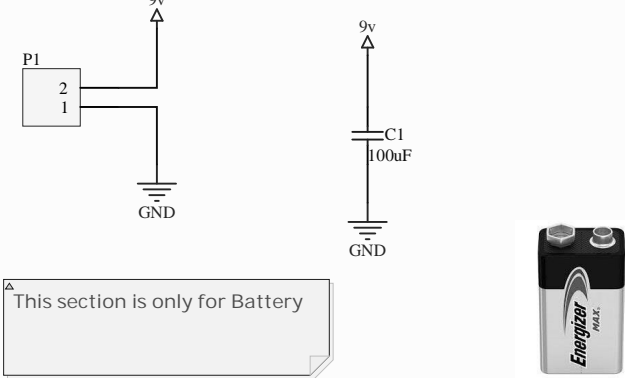 9v
P1
2
1
GND
9v
C1
100uF
GND
This section is only for Battery
Energizer
MAX.